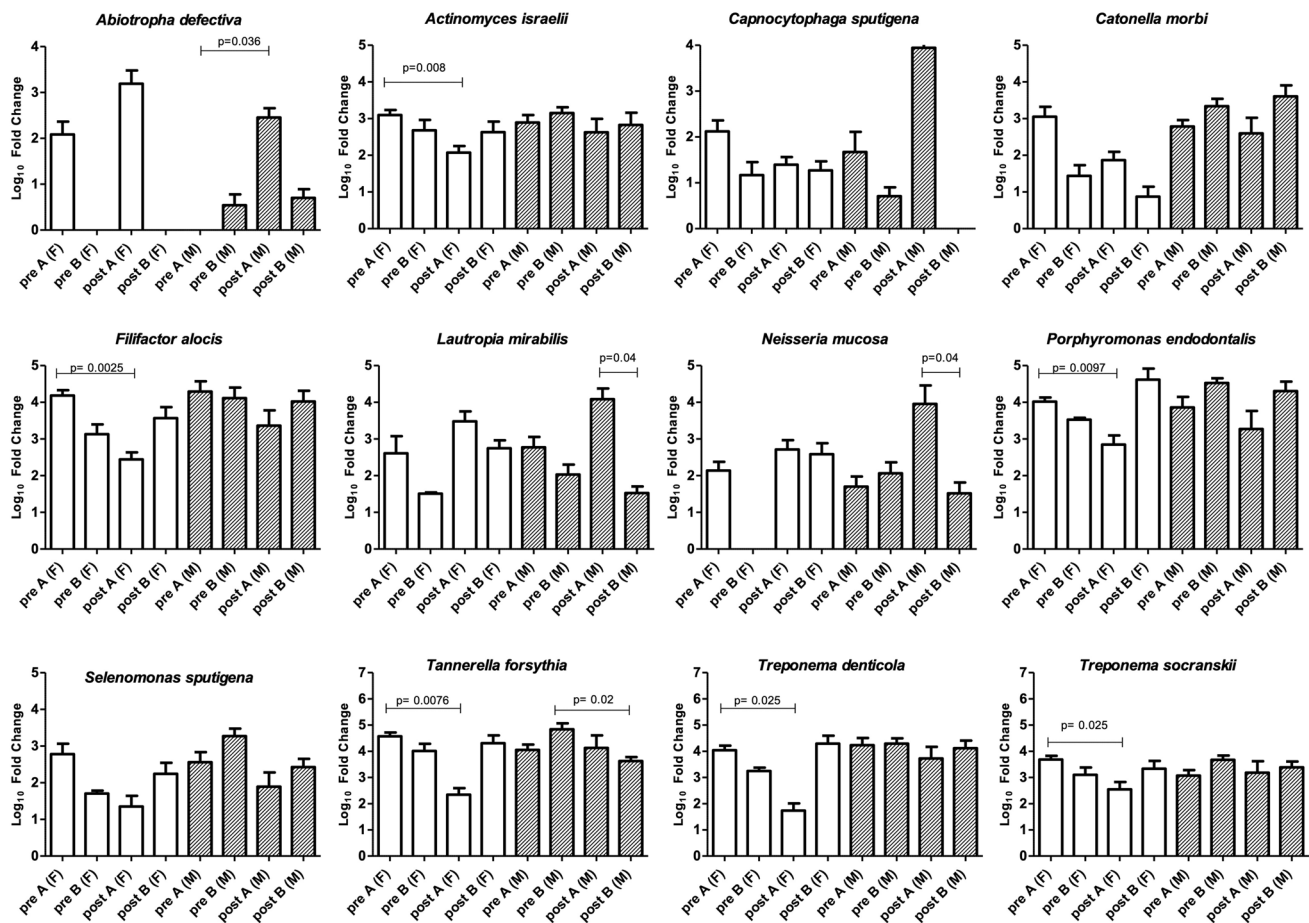 Abiotropha defectiva
Log10 Fold Change
4
3
2
1
0
p=0.036
pre A (F)
pre B (F)
post A (F)
post B (F)
pre A (M)
pre B (M)
post A (M)
post B (M)
Actinomyces israelii
Log10 Fold Change
5
4
3
2
1
0
p=0.008
pre A (F)
pre B (F)
post A (F)
post B (F)
pre A (M)
pre B (M)
post A (M)
post B (M)
Capnocytophaga sputigena
Log10 Fold Change
4
3
2
1
0
pre A (F)
pre B (F)
post A (F)
post B (F)
pre A (M)
pre B (M)
post A (M)
post B (M)
Catonella morbi
Log10 Fold Change
5
4
3
2
1
0
pre A (F)
pre B (F)
post A (F)
post B (F)
pre A (M)
pre B (M)
post A (M)
post B (M)
Filifactor alocis
Log10 Fold Change
5
4
3
2
1
0
p= 0.0025
pre A (F)
pre B (F)
post A (F)
post B (F)
pre A (M)
pre B (M)
post A (M)
post B (M)
Lautropia mirabilis
Log10 Fold Change
5
4
3
2
1
0
p=0.04
pre A (F)
pre B (F)
post A (F)
post B (F)
pre A (M)
pre B (M)
post A (M)
post B (M)
Neisseria mucosa
Log10 Fold Change
5
4
3
2
1
0
p=0.04
pre A (F)
pre B (F)
post A (F)
post B (F)
pre A (M)
pre B (M)
post A (M)
post B (M)
Porphyromonas endodontalis
Log10 Fold Change
5
4
3
2
1
0
p= 0.0097
pre A (F)
pre B (F)
post A (F)
post B (F)
pre A (M)
pre B (M)
post A (M)
post B (M)
Selenomonas sputigena
Log10 Fold Change
5
4
3
2
1
0
pre A (F)
pre B (F)
post A (F)
post B (F)
pre A (M)
pre B (M)
post A (M)
post B (M)
Tannerella forsythia
Log10 Fold Change
7
6
5
4
3
2
1
0
p= 0.0076
p= 0.02
pre A (F)
pre B (F)
post A (F)
post B (F)
pre A (M)
pre B (M)
post A (M)
post B (M)
Treponema denticola
Log10 Fold Change
7
6
5
4
3
2
1
0
p= 0.025
pre A (F)
pre B (F)
post A (F)
post B (F)
pre A (M)
pre B (M)
post A (M)
post B (M)
Treponema socranskii
Log10 Fold Change
7
6
5
4
3
2
1
0
p= 0.025
pre A (F)
pre B (F)
post A (F)
post B (F)
pre A (M)
pre B (M)
post A (M)
post B (M)